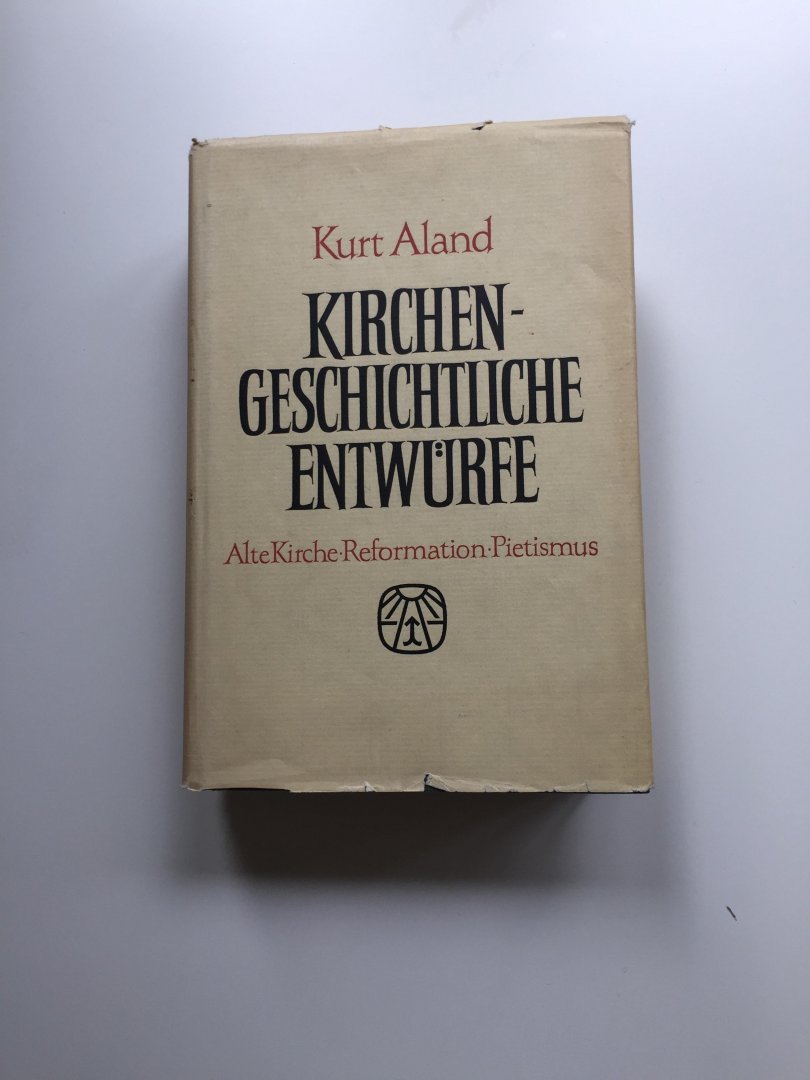 Kurt Aland
KIRCHEN-
GESCHICHTLICHE
ENTWÜRFE
Alte Kirche·Reformation·Pietismus